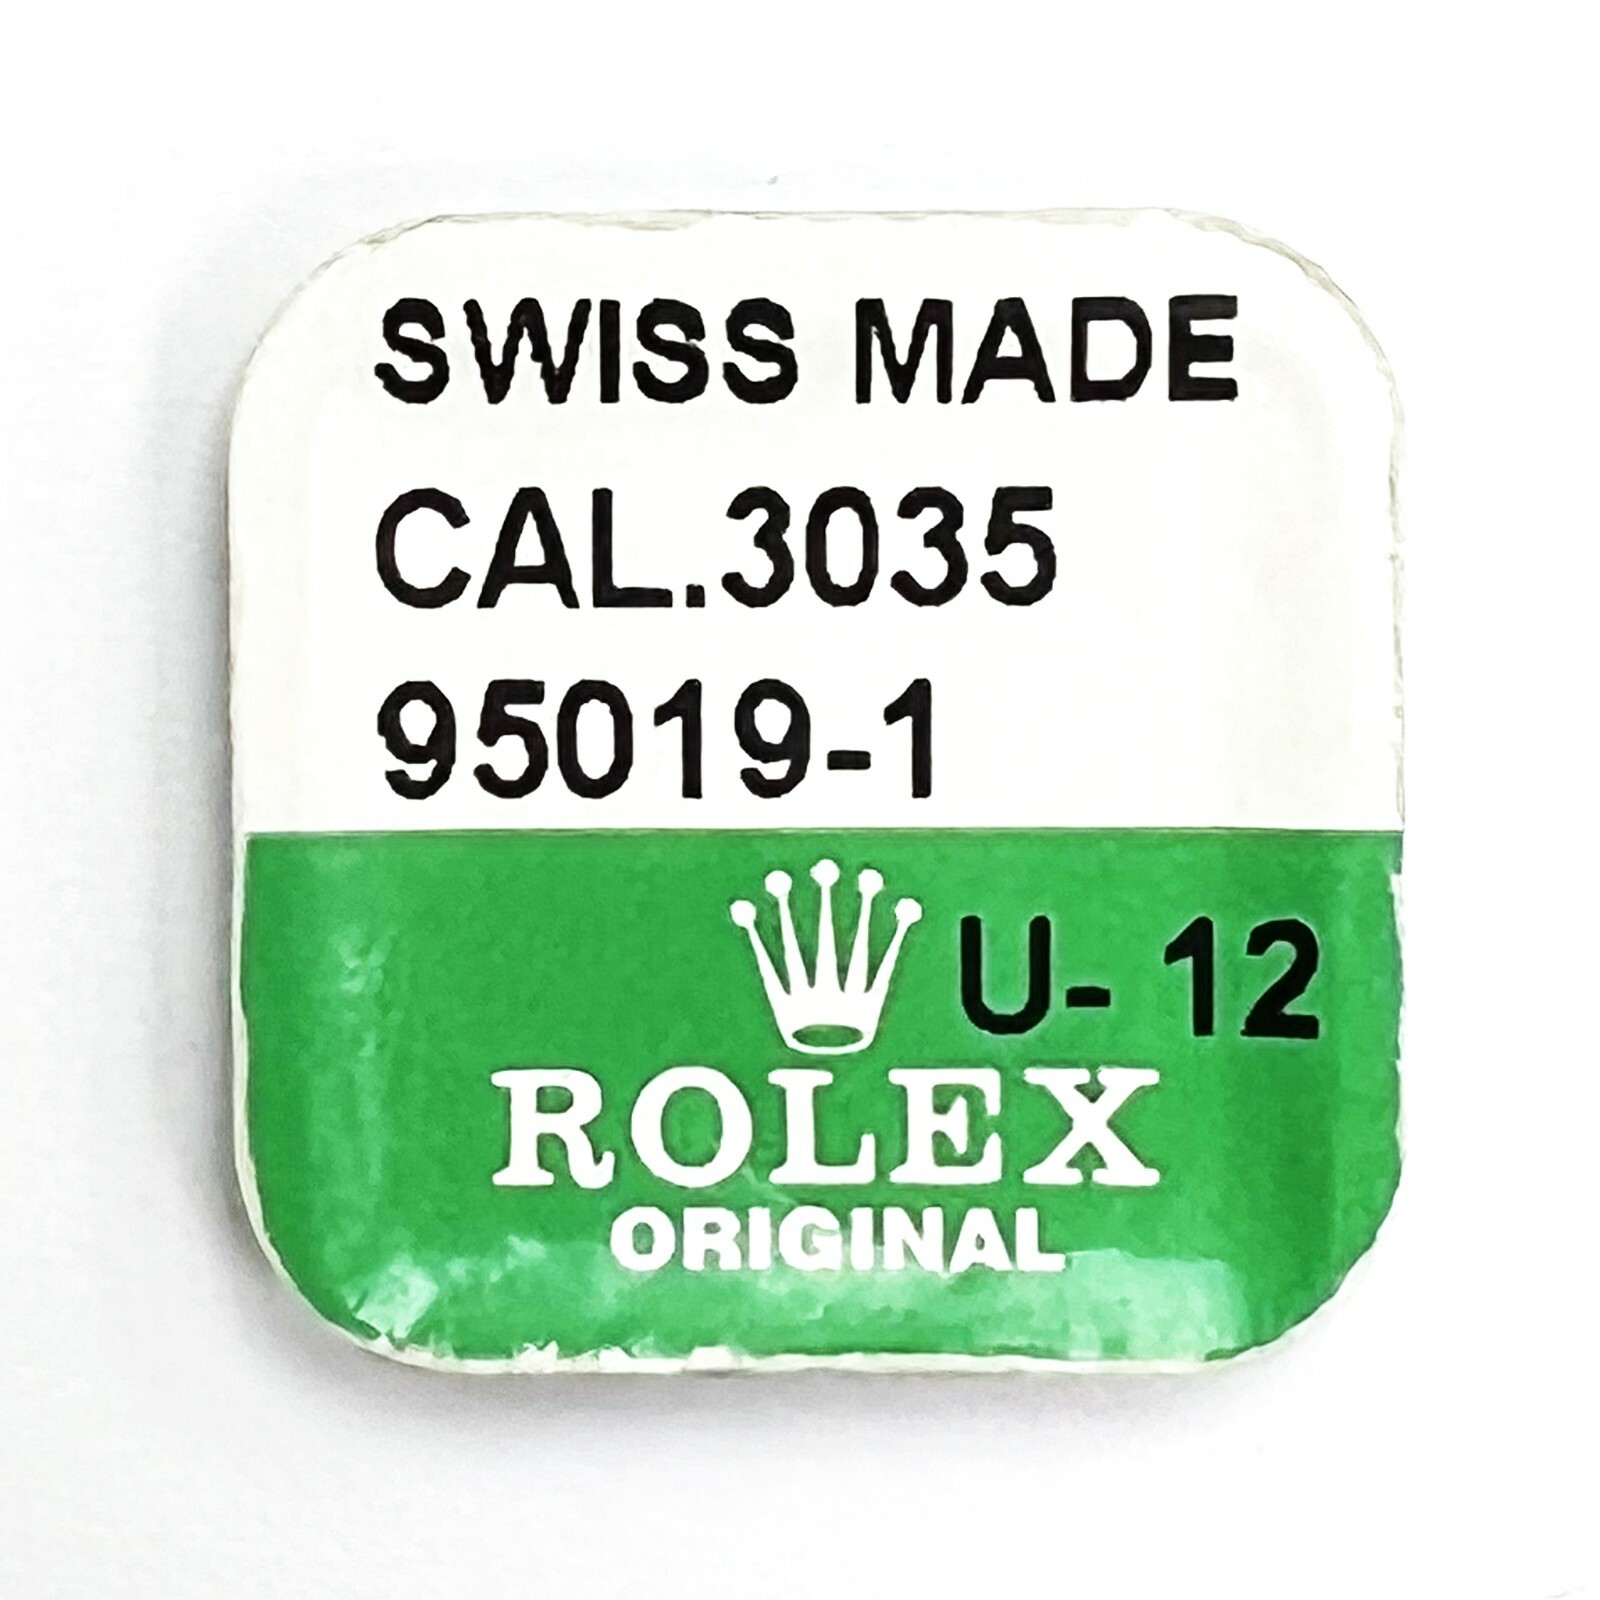 SWISS MADE
CAL.3035
95019-1
U- 12
ROLEX
ORIGINAL